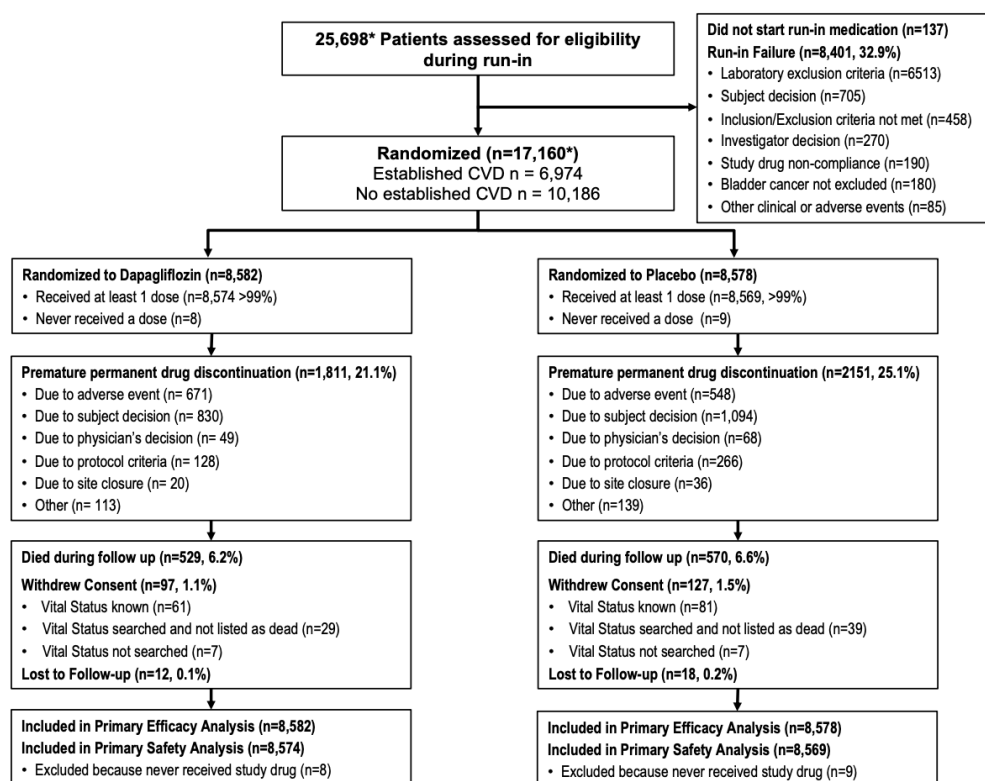 25,698* Patients assessed for eligibility
during run-in
Did not start run-in medication (n=137)
Run-in Failure (n=8,401, 32.9%)
• Laboratory exclusion criteria (n=6513)
• Subject decision (n=705)
• Inclusion/Exclusion criteria not met (n=458)
• Investigator decision (n=270)
• Study drug non-compliance (n=190)
• Bladder cancer not excluded (n=180)
• Other clinical or adverse events (n=85)
Randomized (n=17,160*)
Established CVD n = 6,974
No established CVD n = 10,186
Randomized to Dapagliflozin (n=8,582)
• Received at least 1 dose (n=8,574 >99%)
• Never received a dose (n=8)
Premature permanent drug discontinuation (n=1,811, 21.1%)
• Due to adverse event (n= 671)
• Due to subject decision (n= 830)
• Due to physician's decision (n= 49)
• Due to protocol criteria (n= 128)
• Due to site closure (n= 20)
• Other (n= 113)
Died during follow up (n=529, 6.2%)
Withdrew Consent (n=97, 1.1%)
• Vital Status known (n=61)
• Vital Status searched and not listed as dead (n=29)
• Vital Status not searched (n=7)
Lost to Follow-up (n=12, 0.1%)
Included in Primary Efficacy Analysis (n=8,582)
Included in Primary Safety Analysis (n=8,574)
• Excluded because never received study drug (n=8)
Randomized to Placebo (n=8,578)
• Received at least 1 dose (n=8,569, >99%)
• Never received a dose (n=9)
Premature permanent drug discontinuation (n=2151, 25.1%)
• Due to adverse event (n=548)
• Due to subject decision (n=1,094)
• Due to physician's decision (n=68)
• Due to protocol criteria (n=266)
• Due to site closure (n=36)
• Other (n=139)
Died during follow up (n=570, 6.6%)
Withdrew Consent (n=127, 1.5%)
• Vital Status known (n=81)
• Vital Status searched and not listed as dead (n=39)
• Vital Status not searched (n=7)
Lost to Follow-up (n=18, 0.2%)
Included in Primary Efficacy Analysis (n=8,578)
Included in Primary Safety Analysis (n=8,569)
• Excluded because never received study drug (n=9)